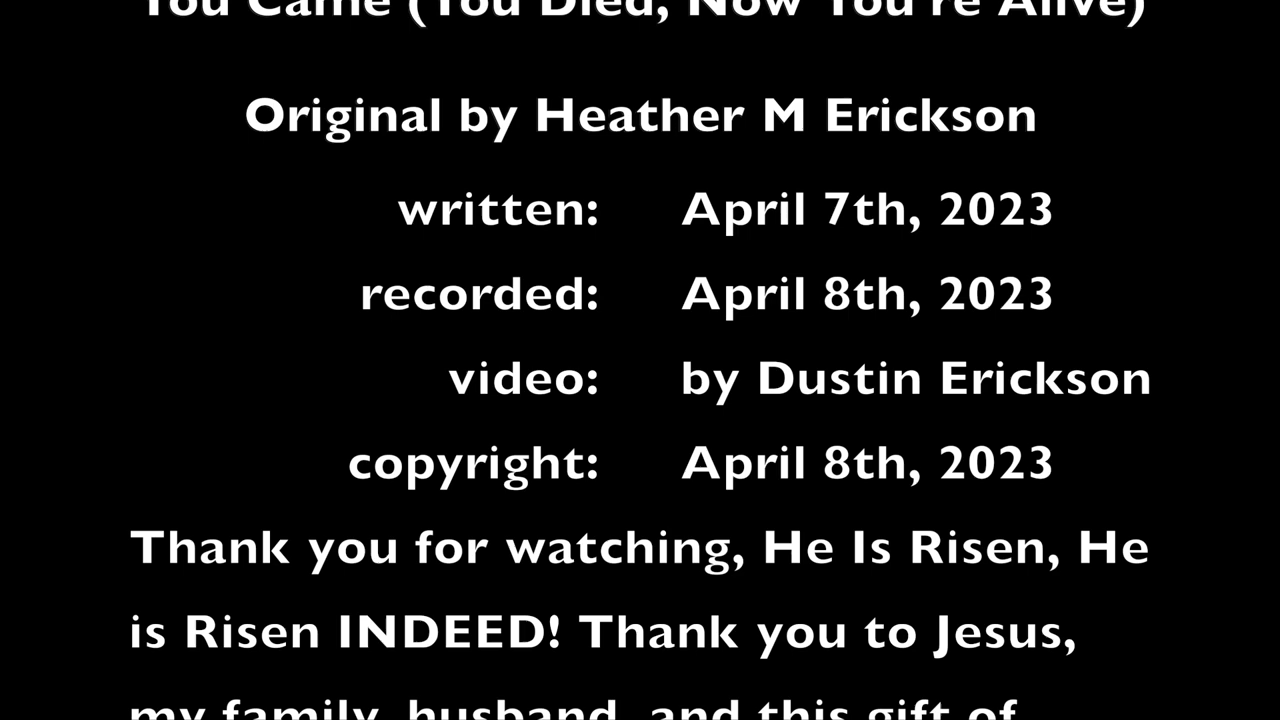 You Came (You Died, Now You're Alive)
Original by Heather M Erickson
written: April 7th, 2023
recorded: April 8th, 2023
video: by Dustin Erickson
copyright: April 8th, 2023
Thank you for watching, He Is Risen, He
is Risen INDEED! Thank you to Jesus,
my family, husband, and this gift of